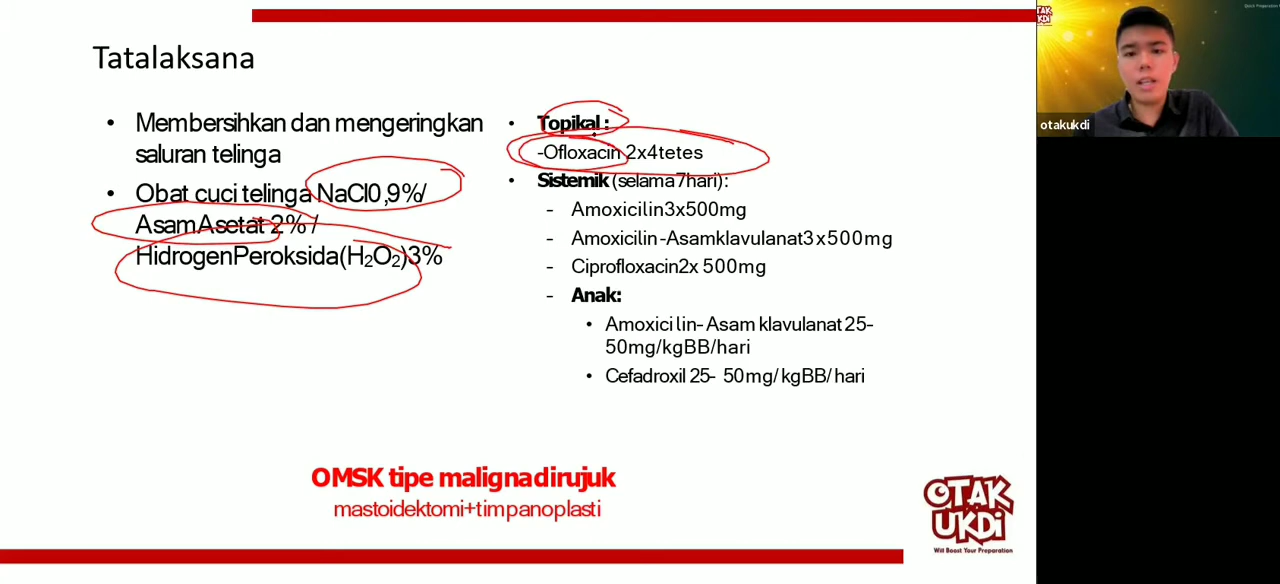 Tatalaksana
• Membersihkan dan mengeringkan
saluran telinga
• Obat cuci telinga NaCl 0,9%/
Asam Asetat 2% /
Hidrogen Peroksida (H₂O₂) 3%
• Topikal :
-Ofloxacin 2x4 tetes
• Sistemik (selama 7 hari):
- Amoxicilin 3x500mg
- Amoxicilin-Asam klavulanat 3x500mg
- Ciprofloxacin 2x 500mg
- Anak:
• Amoxicilin-Asam klavulanat 25-
50mg/kgBB/hari
• Cefadroxil 25- 50mg/kgBB/hari
OMSK tipe maligna dirujuk
mastoidektomi+timpanoplasti
OTAK
UKDI
Will Boost Your Preparation
otakukdi